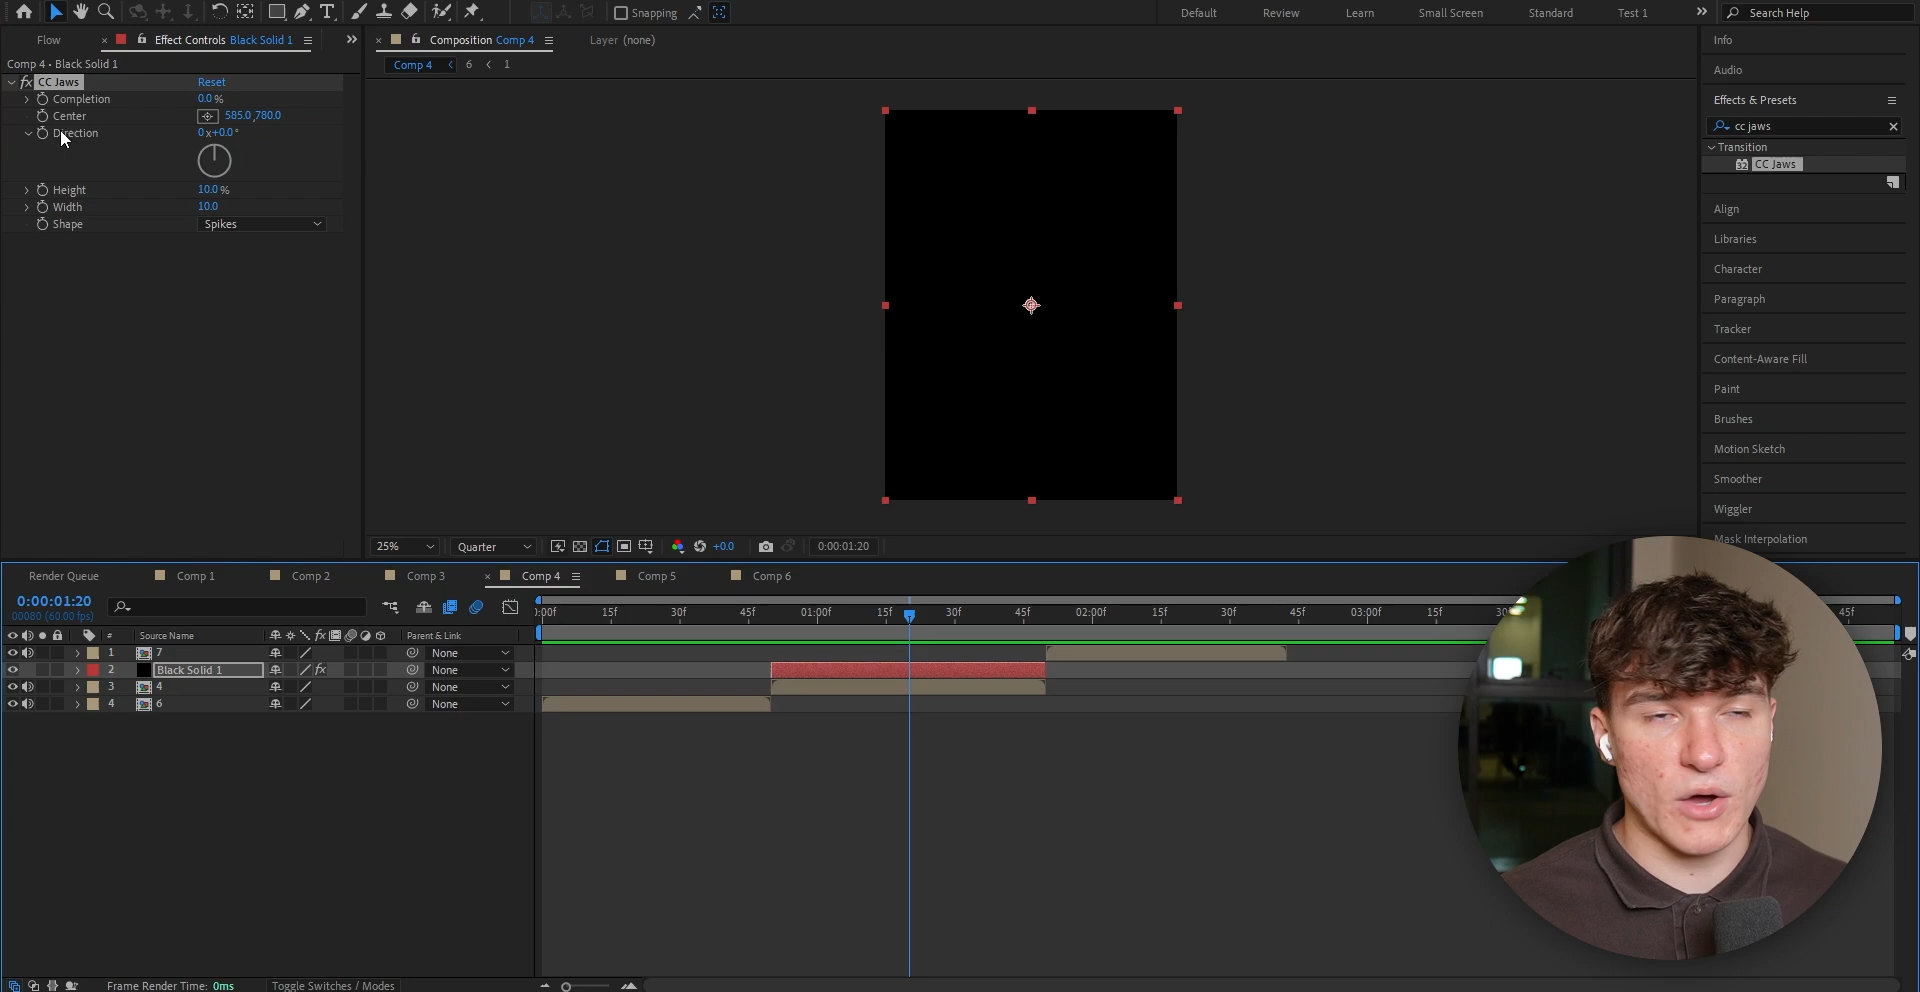 Snapping
Default
Review
Learn
Small Screen
Standard
Test 1
Search Help
Flow
Effect Controls Black Solid 1
Composition Comp 4
Layer (none)
Comp 4 • Black Solid 1
Comp 4
6
1
fx CC Jaws Reset
Completion 0.0 %
Center 585.0, 780.0
Direction 0 x+0.0 °
Height 10.0 %
Width 10.0
Shape Spikes
Info
Audio
Effects & Presets
cc jaws
Transition
32 CC Jaws
Align
Libraries
Character
Paragraph
Tracker
Content-Aware Fill
Paint
Brushes
Motion Sketch
Smoother
Wiggler
Mask Interpolation
25%
Quarter
+0.0
0:00:01:20
Render Queue
Comp 1
Comp 2
Comp 3
Comp 4
Comp 5
Comp 6
0:00:01:20
00080 (60.00 fps)
):00f 15f 30f 45f 01:00f 15f 30f 45f 02:00f 15f 30f 45f 03:00f 15f 45f
# Source Name fx Parent & Link
1 7 None
2 Black Solid 1 fx None
3 4 None
4 6 None
Frame Render Time: 0ms
Toggle Switches / Modes